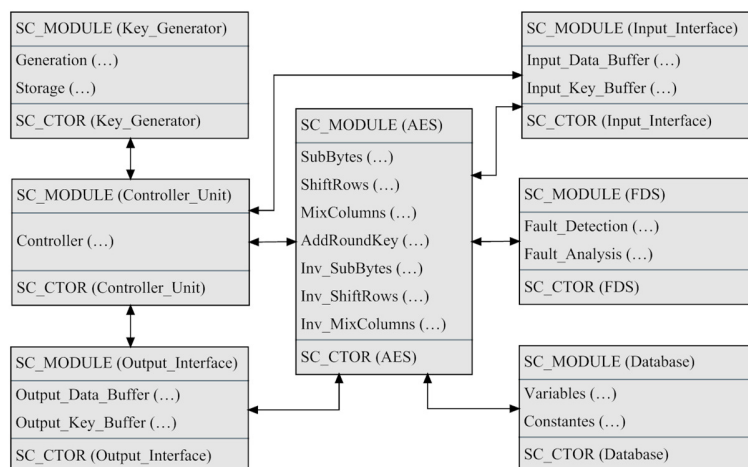 SC_MODULE (Key_Generator)
Generation (…)
Storage (…)
SC_CTOR (Key_Generator)
SC_MODULE (Controller_Unit)
Controller (…)
SC_CTOR (Controller_Unit)
SC_MODULE (Output_Interface)
Output_Data_Buffer (…)
Output_Key_Buffer (…)
SC_CTOR (Output_Interface)
SC_MODULE (AES)
SubBytes (…)
ShiftRows (…)
MixColumns (…)
AddRoundKey (…)
Inv_SubBytes (…)
Inv_ShiftRows (…)
Inv_MixColumns (…)
SC_CTOR (AES)
SC_MODULE (Input_Interface)
Input_Data_Buffer (…)
Input_Key_Buffer (…)
SC_CTOR (Input_Interface)
SC_MODULE (FDS)
Fault_Detection (…)
Fault_Analysis (…)
SC_CTOR (FDS)
SC_MODULE (Database)
Variables (…)
Constantes (…)
SC_CTOR (Database)